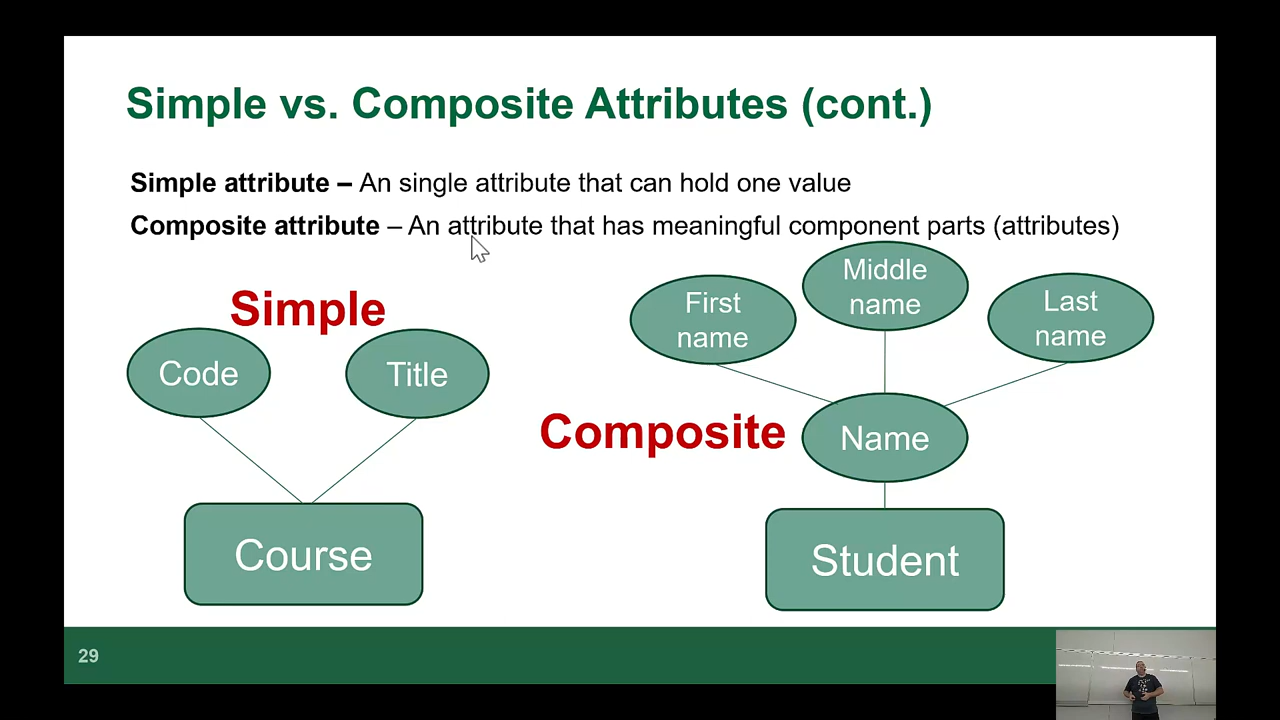 Simple vs. Composite Attributes (cont.)
Simple attribute – An single attribute that can hold one value
Composite attribute – An attribute that has meaningful component parts (attributes)
Simple
Code
Title
Course
Composite
First
name
Middle
name
Last
name
Name
Student
29